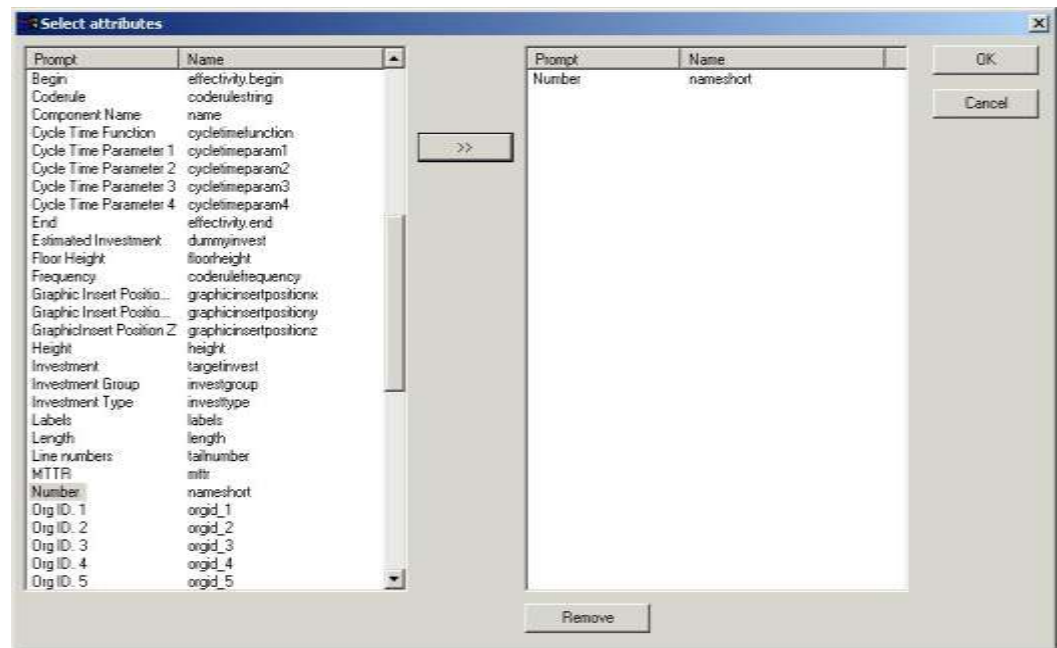 Select attributes
Prompt Name
Begin effectivity.begin
Coderule coderulestring
Component Name name
Cycle Time Function cycletimefunction
Cycle Time Parameter 1 cycletimeparam1
Cycle Time Parameter 2 cycletimeparam2
Cycle Time Parameter 3 cycletimeparam3
Cycle Time Parameter 4 cycletimeparam4
End effectivity.end
Estimated Investment dummyinvest
Floor Height floorheight
Frequency coderulefrequency
Graphic Insert Positio... graphicinsertpositionx
Graphic Insert Positio... graphicinsertpositiony
GraphicInsert Position Z graphicinsertpositionz
Height height
Investment targetinvest
Investment Group investgroup
Investment Type investtype
Labels labels
Length length
Line numbers tailnumber
MTTR mttr
Number nameshort
Org ID. 1 orgid_1
Org ID. 2 orgid_2
Org ID. 3 orgid_3
Org ID. 4 orgid_4
Org ID. 5 orgid_5
>>
Prompt Name
Number nameshort
Remove
OK
Cancel